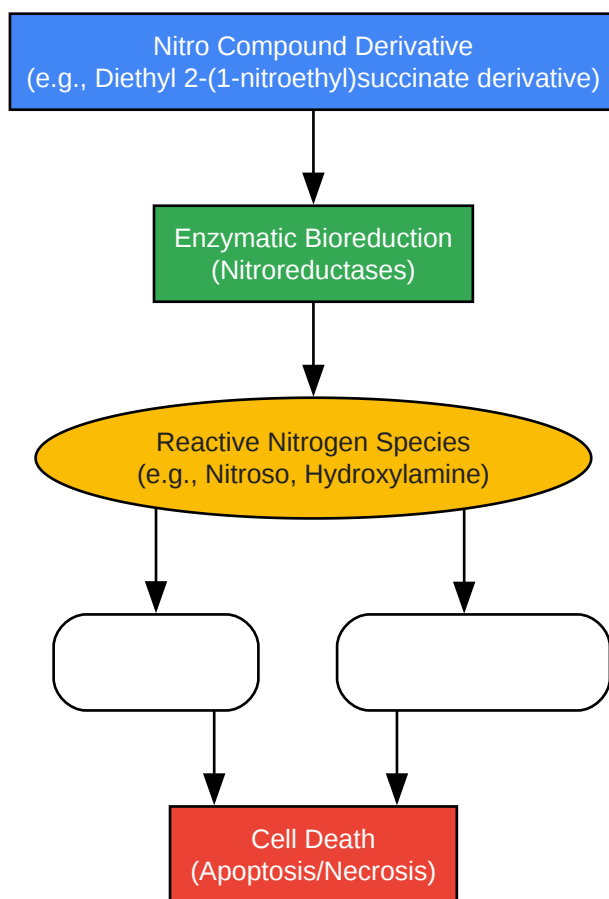 Nitro Compound Derivative
(e.g., Diethyl 2-(1-nitroethyl)succinate derivative)
Enzymatic Bioreduction
(Nitroreductases)
Reactive Nitrogen Species
(e.g., Nitroso, Hydroxylamine)
Cell Death
(Apoptosis/Necrosis)